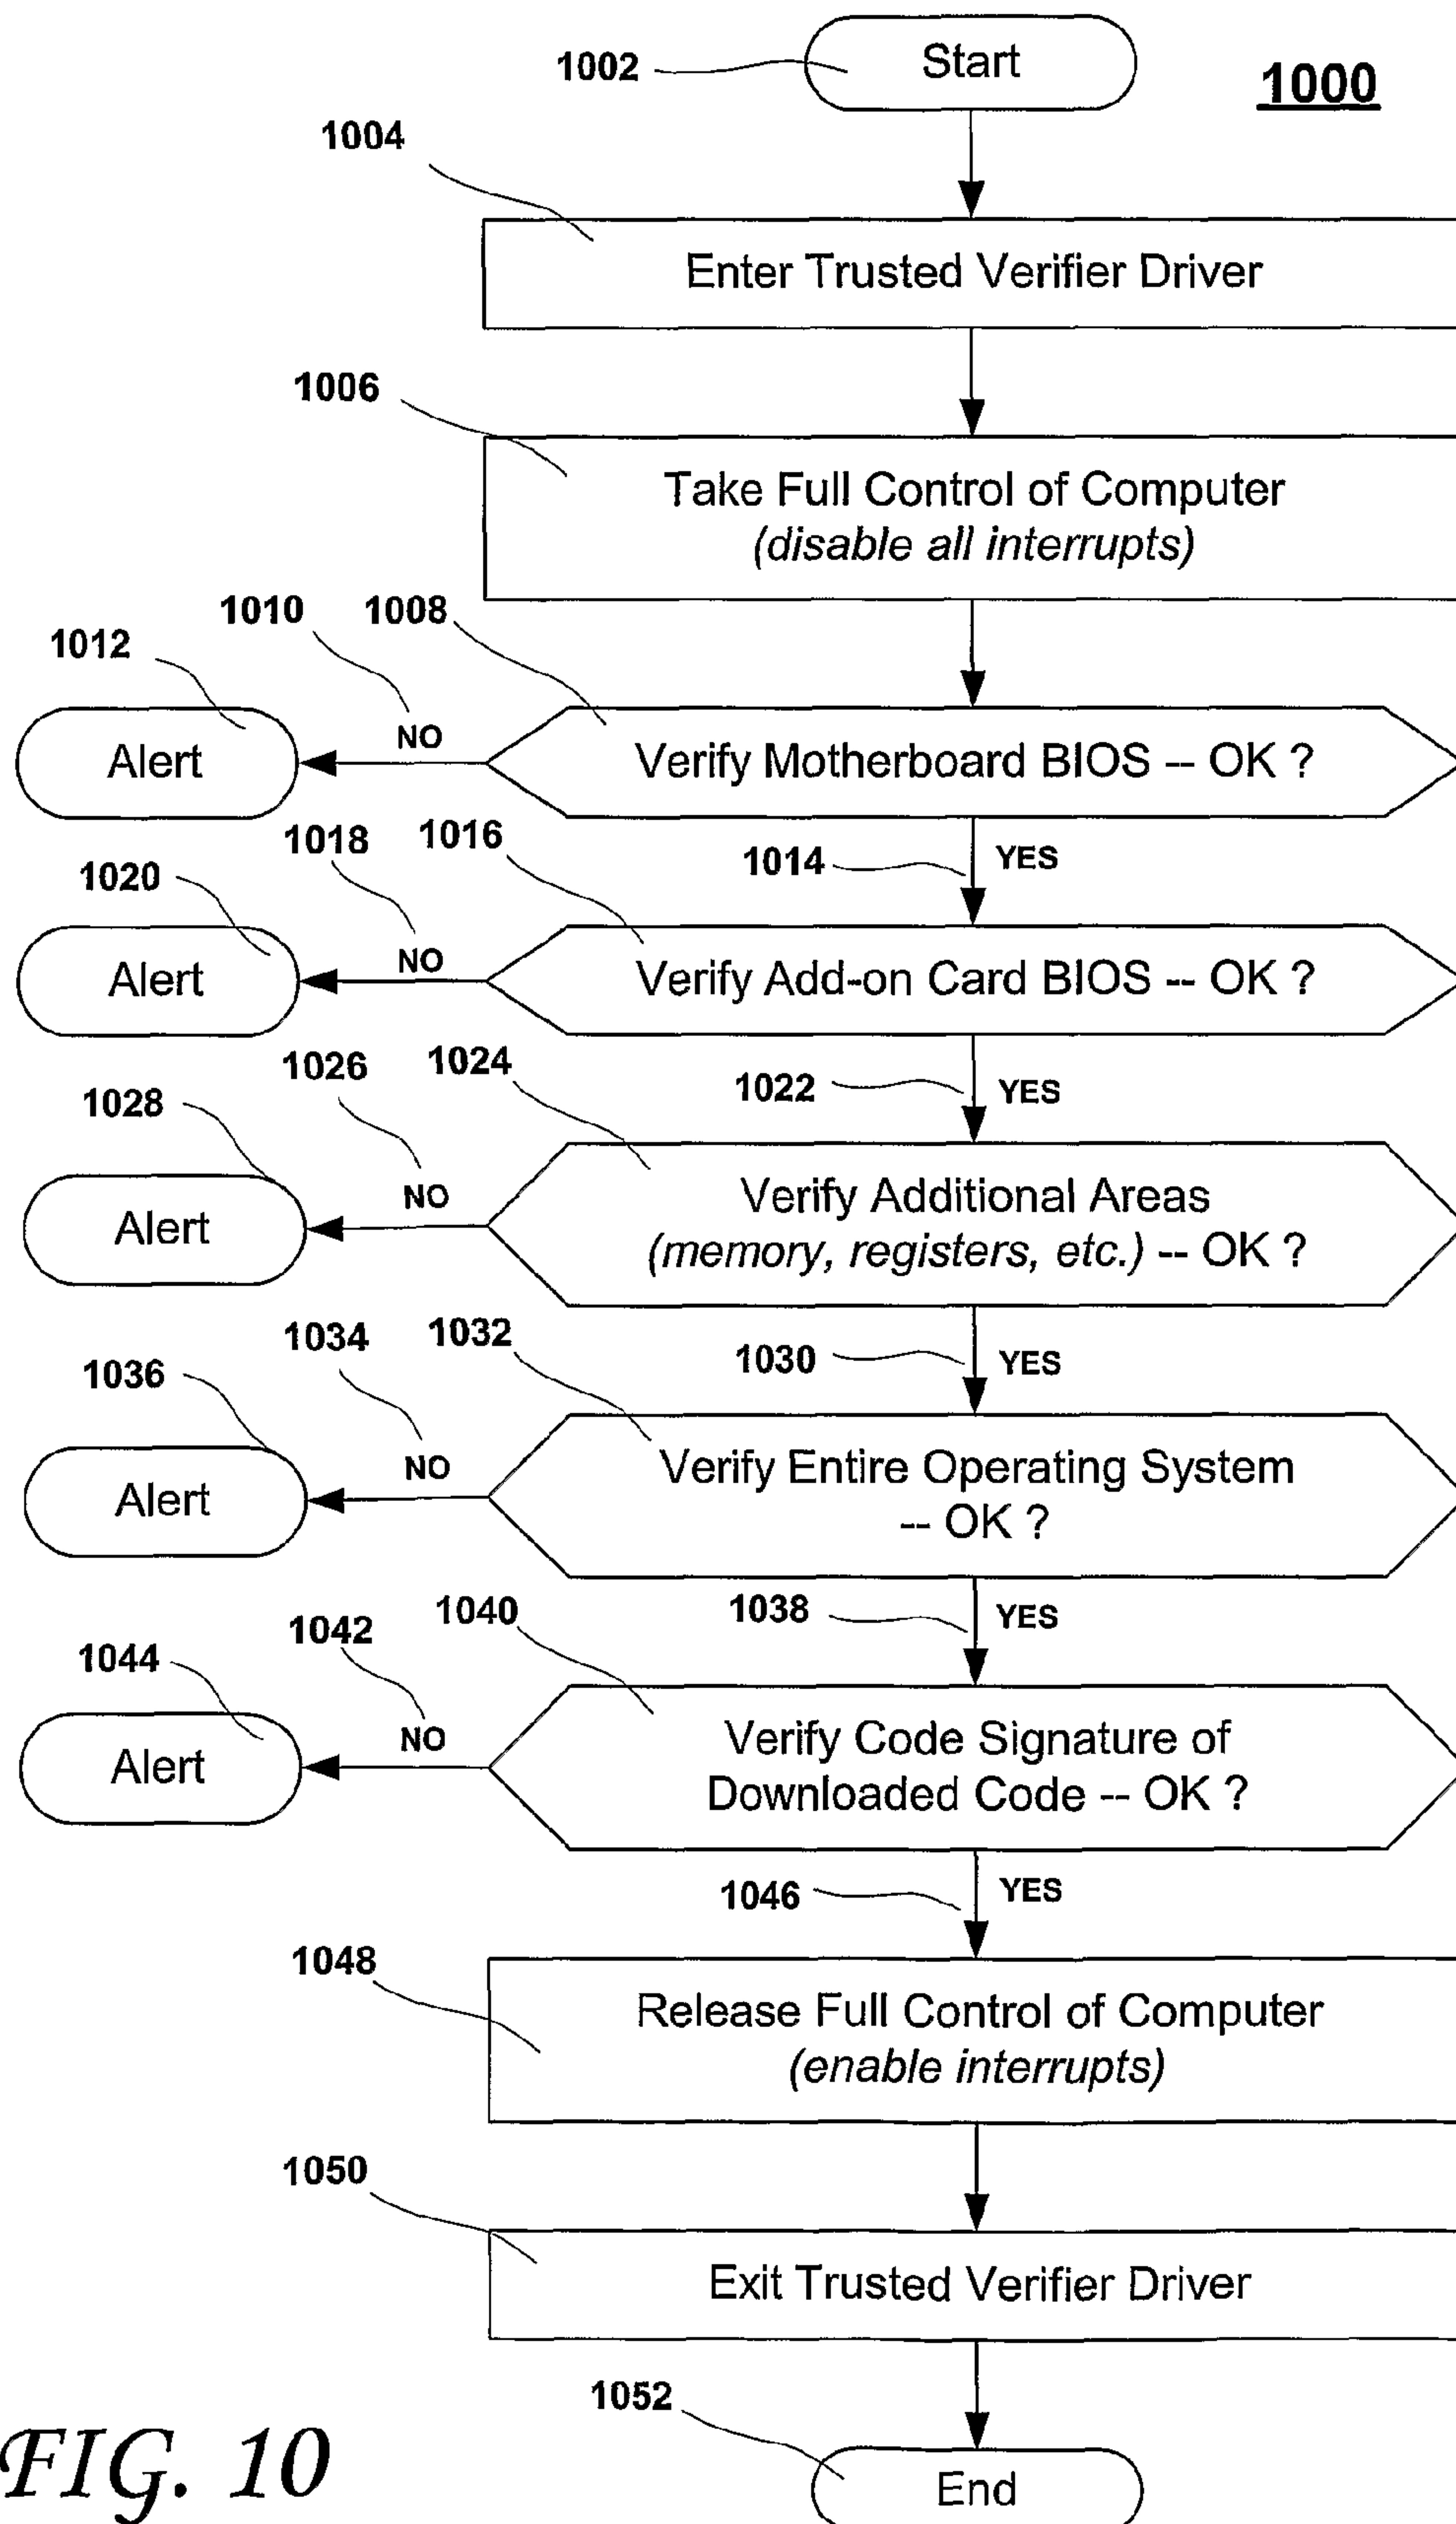 1002
Start
1000
1004
Enter Trusted Verifier Driver
1006
Take Full Control of Computer
(disable all interrupts)
1010
1008
1012
Alert
NO
Verify Motherboard BIOS -- OK ?
1014
YES
1018
1016
1020
Alert
NO
Verify Add-on Card BIOS -- OK ?
1022
YES
1026
1024
1028
Alert
NO
Verify Additional Areas
(memory, registers, etc.) -- OK ?
1030
YES
1034
1032
1036
Alert
NO
Verify Entire Operating System
-- OK ?
1038
YES
1042
1040
1044
Alert
NO
Verify Code Signature of
Downloaded Code -- OK ?
1046
YES
1048
Release Full Control of Computer
(enable interrupts)
1050
Exit Trusted Verifier Driver
1052
End
FIG. 10